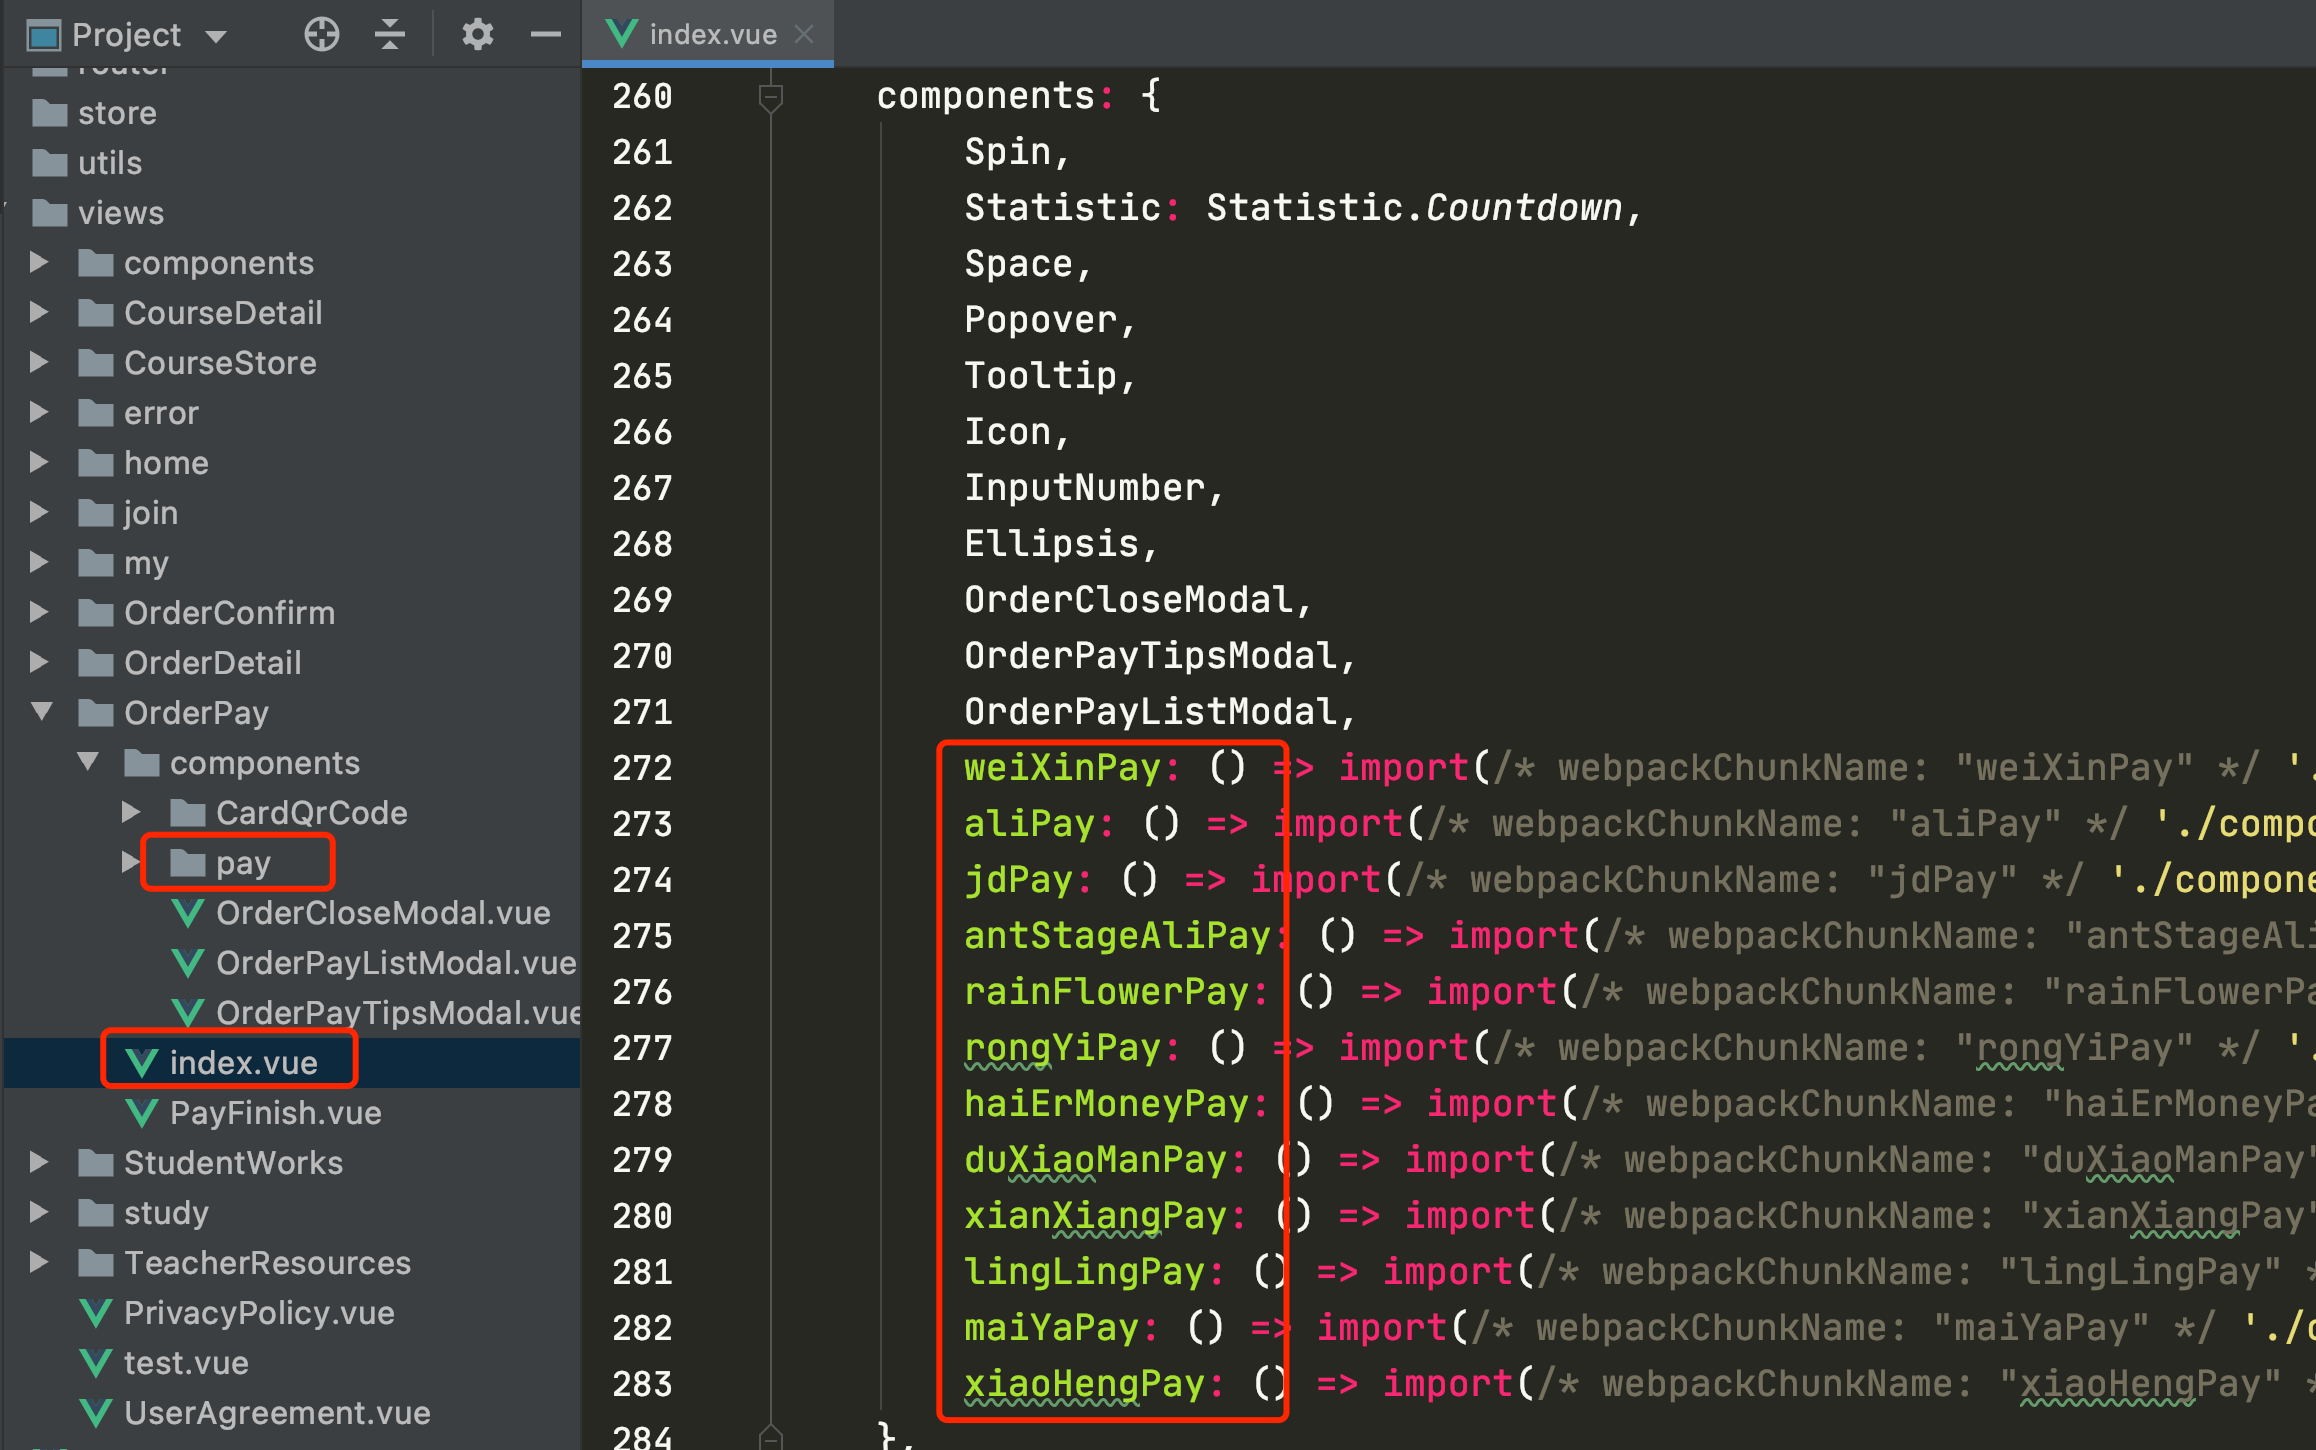 Project
index.vue
router
store
utils
views
components
CourseDetail
CourseStore
error
home
join
my
OrderConfirm
OrderDetail
OrderPay
components
CardQrCode
pay
OrderCloseModal.vue
OrderPayListModal.vue
OrderPayTipsModal.vue
index.vue
PayFinish.vue
StudentWorks
study
TeacherResources
PrivacyPolicy.vue
test.vue
UserAgreement.vue
260 components: {
261 Spin,
262 Statistic: Statistic.Countdown,
263 Space,
264 Popover,
265 Tooltip,
266 Icon,
267 InputNumber,
268 Ellipsis,
269 OrderCloseModal,
270 OrderPayTipsModal,
271 OrderPayListModal,
272 weiXinPay: () => import(/* webpackChunkName: "weiXinPay" */ '.
273 aliPay: () => import(/* webpackChunkName: "aliPay" */ './compo
274 jdPay: () => import(/* webpackChunkName: "jdPay" */ './compone
275 antStageAliPay: () => import(/* webpackChunkName: "antStageAli
276 rainFlowerPay: () => import(/* webpackChunkName: "rainFlowerPa
277 rongYiPay: () => import(/* webpackChunkName: "rongYiPay" */ '.
278 haiErMoneyPay: () => import(/* webpackChunkName: "haiErMoneyPa
279 duXiaoManPay: () => import(/* webpackChunkName: "duXiaoManPay"
280 xianXiangPay: () => import(/* webpackChunkName: "xianXiangPay"
281 lingLingPay: () => import(/* webpackChunkName: "lingLingPay" *
282 maiYaPay: () => import(/* webpackChunkName: "maiYaPay" */ './c
283 xiaoHengPay: () => import(/* webpackChunkName: "xiaoHengPay" *
284 },